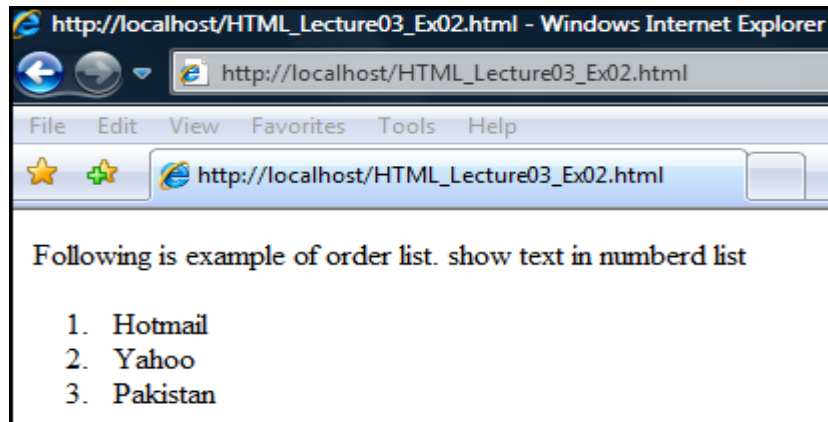 http://localhost/HTML_Lecture03_Ex02.html - Windows Internet Explorer
http://localhost/HTML_Lecture03_Ex02.html
File Edit View Favorites Tools Help
http://localhost/HTML_Lecture03_Ex02.html
Following is example of order list. show text in numberd list
1. Hotmail
2. Yahoo
3. Pakistan